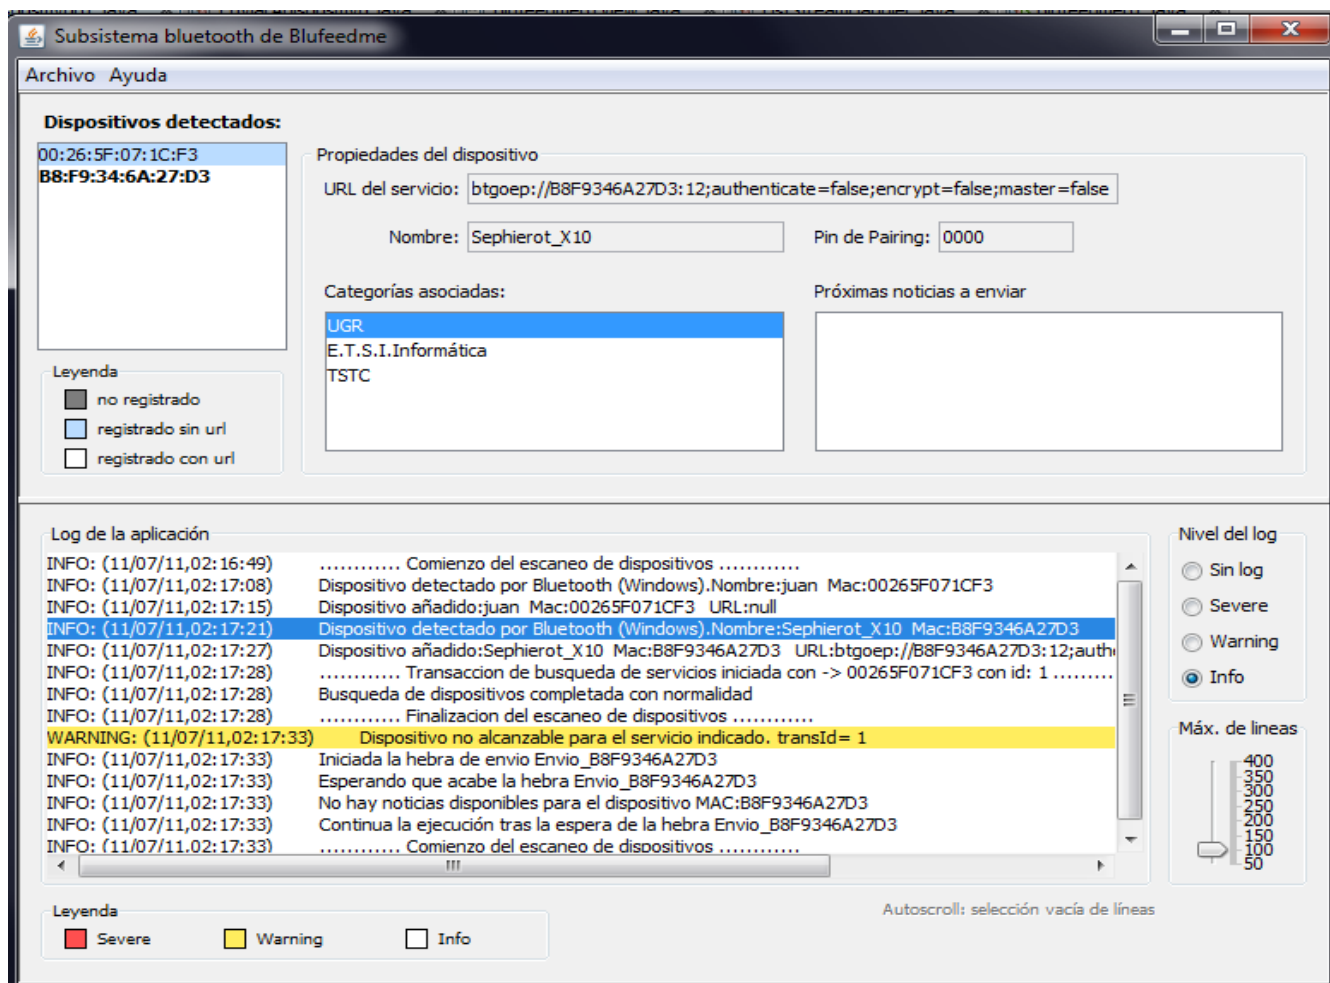 Subsistema bluetooth de Blufeedme
Archivo Ayuda
Dispositivos detectados:
00:26:5F:07:1C:F3
B8:F9:34:6A:27:D3
Leyenda
no registrado
registrado sin url
registrado con url
Propiedades del dispositivo
URL del servicio: btgoep://B8F9346A27D3:12;authenticate=false;encrypt=false;master=false
Nombre: Sephierot_X10 Pin de Pairing: 0000
Categorías asociadas:
UGR
E.T.S.I.Informática
TSTC
Próximas noticias a enviar
Log de la aplicación
INFO: (11/07/11,02:16:49) ............ Comienzo del escaneo de dispositivos ............
INFO: (11/07/11,02:17:08) Dispositivo detectado por Bluetooth (Windows).Nombre:juan Mac:00265F071CF3
INFO: (11/07/11,02:17:15) Dispositivo añadido:juan Mac:00265F071CF3 URL:null
INFO: (11/07/11,02:17:21) Dispositivo detectado por Bluetooth (Windows).Nombre:Sephierot_X10 Mac:B8F9346A27D3
INFO: (11/07/11,02:17:27) Dispositivo añadido:Sephierot_X10 Mac:B8F9346A27D3 URL:btgoep://B8F9346A27D3:12;auth
INFO: (11/07/11,02:17:28) ............ Transaccion de busqueda de servicios iniciada con -> 00265F071CF3 con id: 1 .........
INFO: (11/07/11,02:17:28) Busqueda de dispositivos completada con normalidad
INFO: (11/07/11,02:17:28) ............ Finalizacion del escaneo de dispositivos ............
WARNING: (11/07/11,02:17:33) Dispositivo no alcanzable para el servicio indicado. transId= 1
INFO: (11/07/11,02:17:33) Iniciada la hebra de envio Envio_B8F9346A27D3
INFO: (11/07/11,02:17:33) Esperando que acabe la hebra Envio_B8F9346A27D3
INFO: (11/07/11,02:17:33) No hay noticias disponibles para el dispositivo MAC:B8F9346A27D3
INFO: (11/07/11,02:17:33) Continua la ejecución tras la espera de la hebra Envio_B8F9346A27D3
INFO: (11/07/11,02:17:33) ............ Comienzo del escaneo de dispositivos ............
Nivel del log
Sin log
Severe
Warning
Info
Máx. de lineas
400
350
300
250
200
150
100
50
Leyenda
Severe Warning Info
Autoscroll: selección vacía de líneas